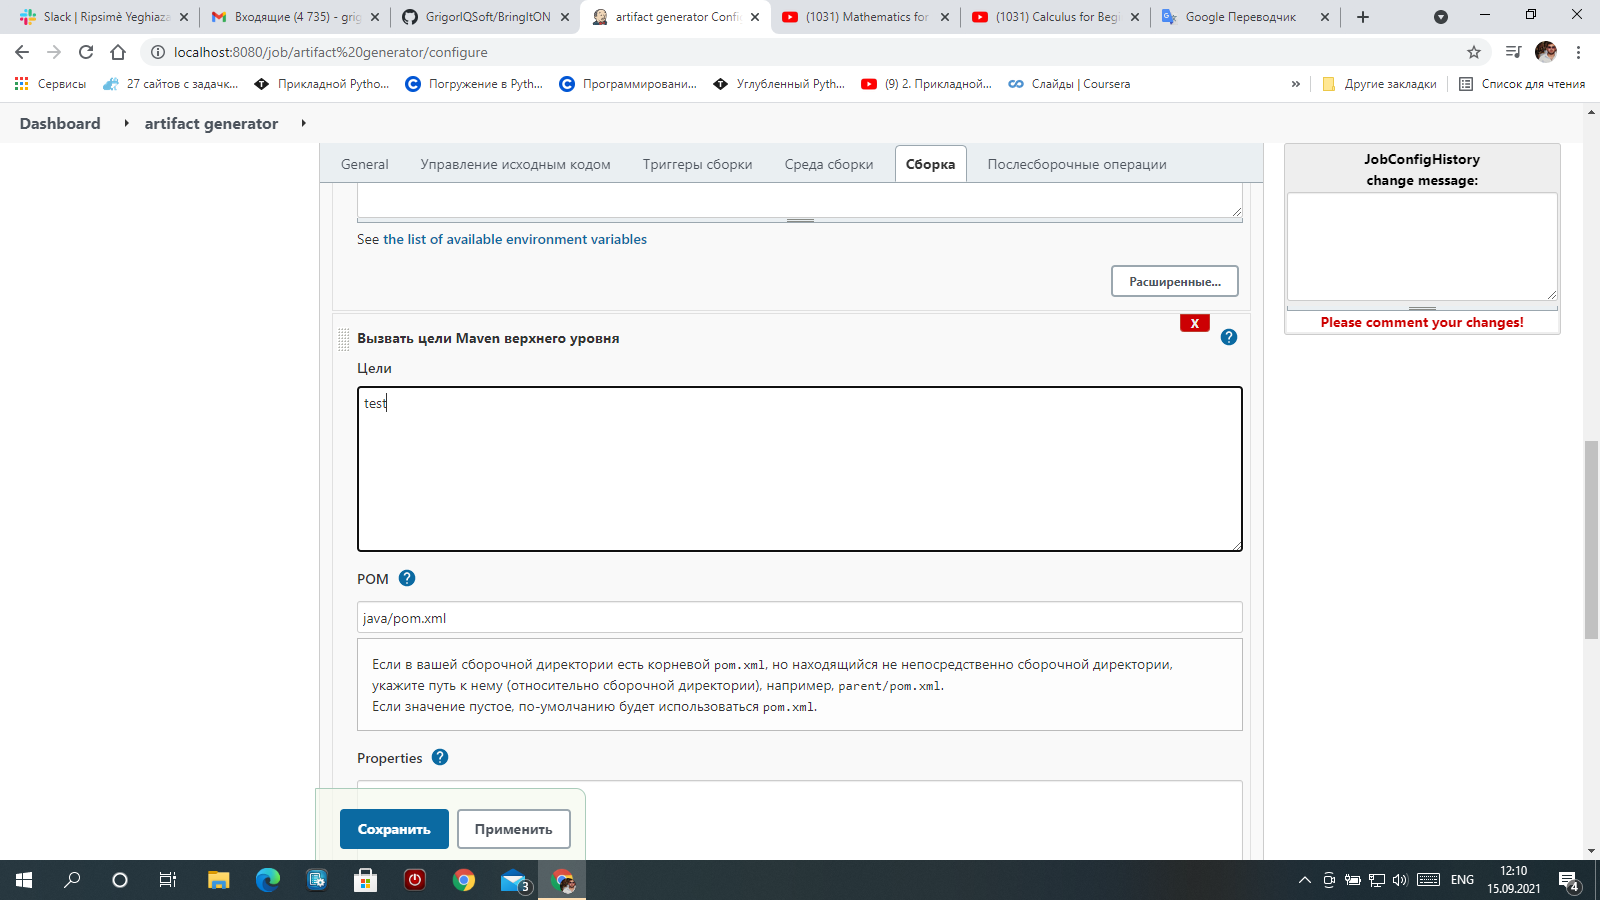 Slack | Ripsimė Yeghiaza
Входящие (4 735) - grig
GrigorIQSoft/BringItON
artifact generator Confi
(1031) Mathematics for
(1031) Calculus for Beg
Google Переводчик
localhost:8080/job/artifact%20generator/configure
Сервисы
27 сайтов с задачк...
Прикладной Pytho...
Погружение в Pyth...
Программировани...
Углубленный Pyth...
(9) 2. Прикладной...
Слайды | Coursera
»
Другие закладки
Список для чтения
Dashboard
artifact generator
General
Управление исходным кодом
Триггеры сборки
Среда сборки
Сборка
Послесборочные операции
JobConfigHistory
change message:
Please comment your changes!
See the list of available environment variables
Расширенные...
X
Вызвать цели Maven верхнего уровня
?
Цели
test
POM ?
java/pom.xml
Если в вашей сборочной директории есть корневой pom.xml, но находящийся не непосредственно сборочной директории,
укажите путь к нему (относительно сборочной директории), например, parent/pom.xml.
Если значение пустое, по-умолчанию будет использоваться pom.xml.
Properties ?
Сохранить
Применить
3
ENG
12:10
15.09.2021
4